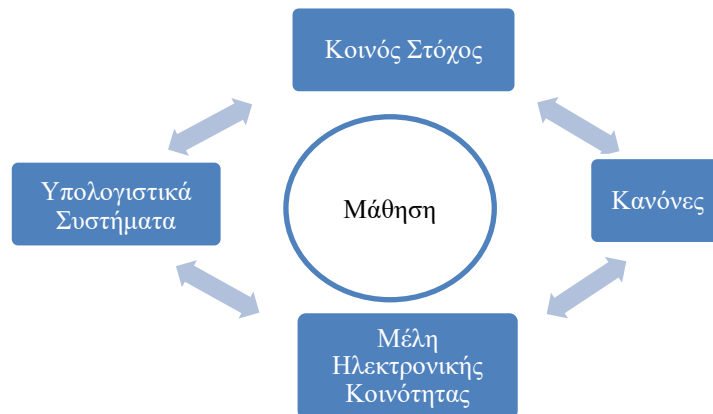 Κοινός Στόχος
Υπολογιστικά
Συστήματα
Μάθηση
Κανόνες
Μέλη
Ηλεκτρονικής
Κοινότητας